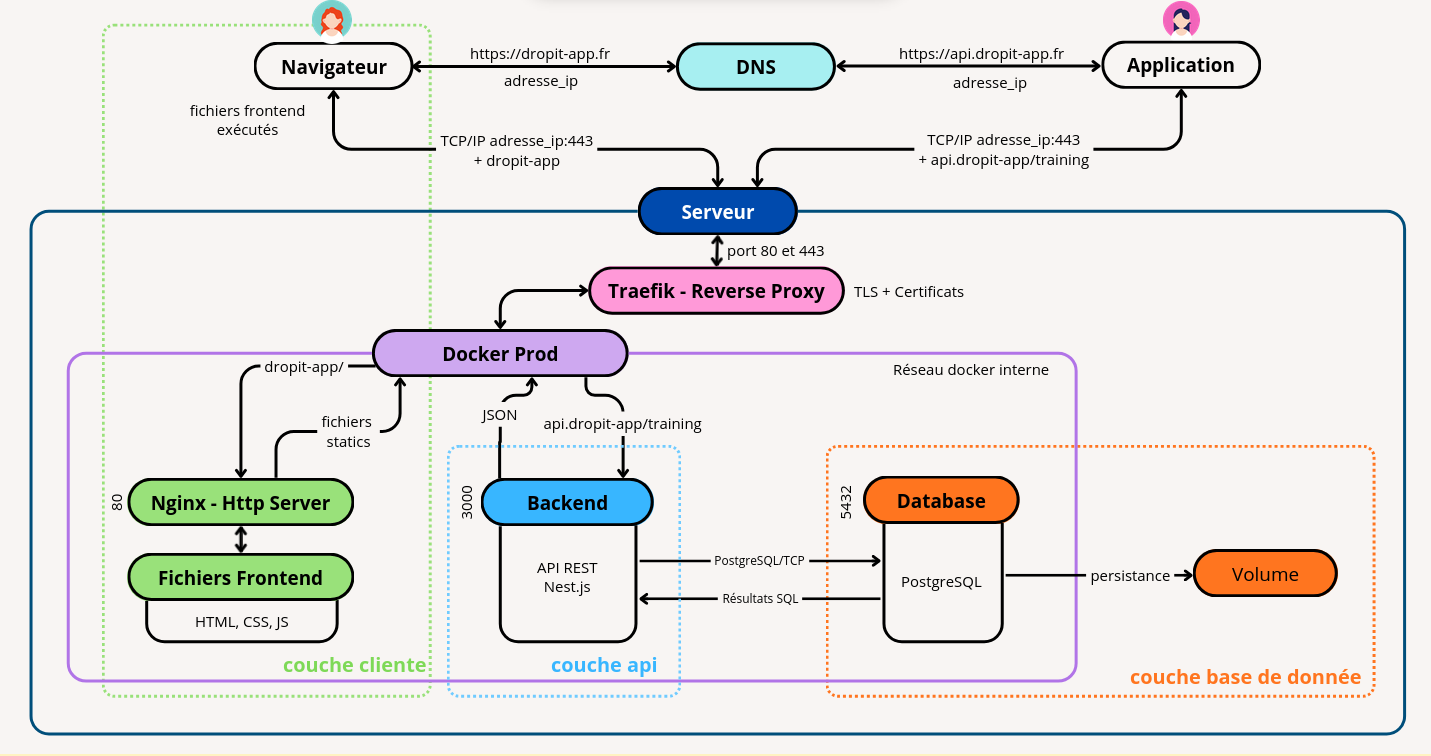 Navigateur
https://dropit-app.fr
adresse_ip
DNS
https://api.dropit-app.fr
adresse_ip
Application
fichiers frontend
exécutés
TCP/IP adresse_ip:443
+ dropit-app
TCP/IP adresse_ip:443
+ api.dropit-app/training
Serveur
port 80 et 443
Traefik - Reverse Proxy
TLS + Certificats
Docker Prod
Réseau docker interne
dropit-app/
fichiers
statics
JSON
api.dropit-app/training
80
Nginx - Http Server
3000
Backend
5432
Database
Fichiers Frontend
HTML, CSS, JS
API REST
Nest.js
PostgreSQL/TCP
Résultats SQL
PostgreSQL
persistance
Volume
couche cliente
couche api
couche base de donnée